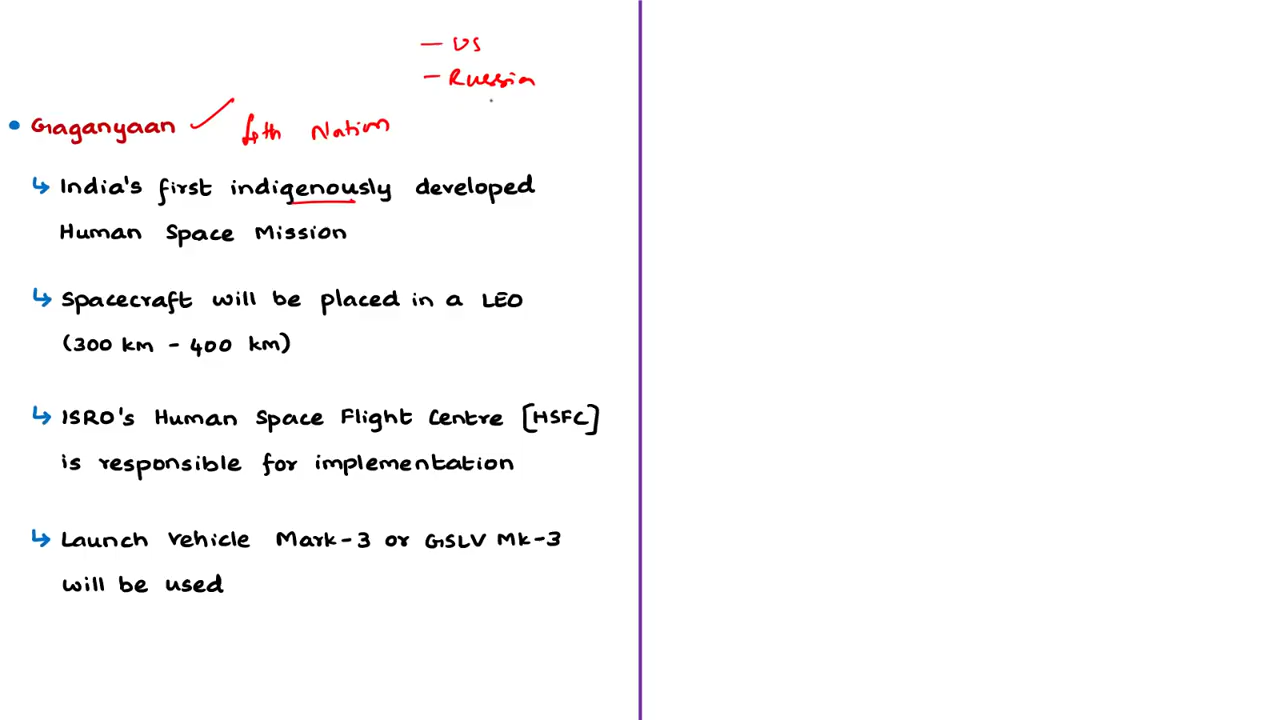 - US
- Russia
• Gaganyaan ✓ 4th Nation
↳ India's first indigenously developed
Human Space Mission
↳ Spacecraft will be placed in a LEO
(300 km - 400 km)
↳ ISRO's Human Space Flight Centre [HSFC]
is responsible for implementation
↳ Launch Vehicle Mark-3 or GSLV Mk-3
will be used